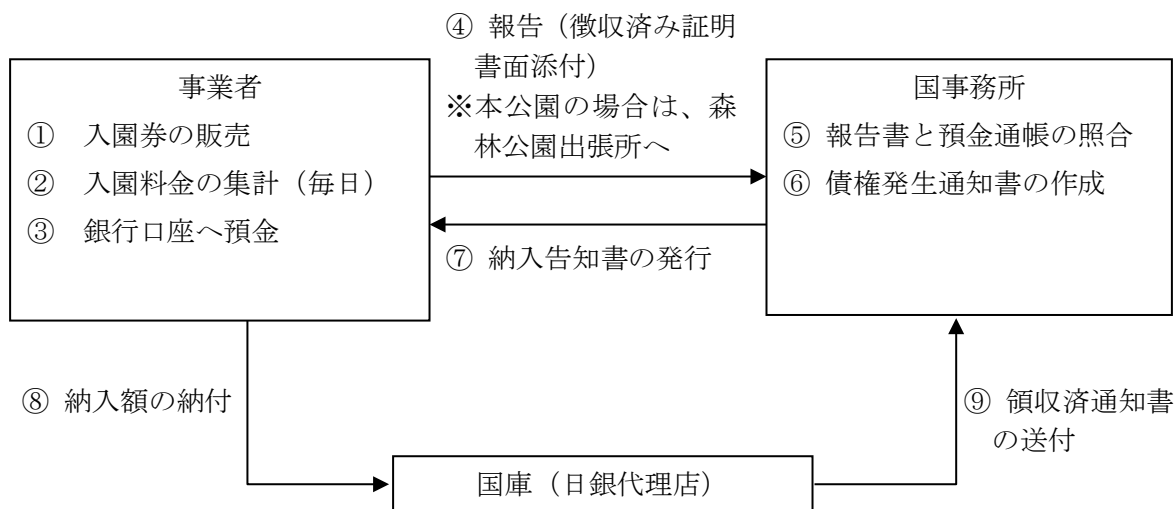 ④ 報告（徴収済み証明
書面添付）
※本公園の場合は、森
林公園出張所へ
事業者
① 入園券の販売
② 入園料金の集計（毎日）
③ 銀行口座へ預金
国事務所
⑤ 報告書と預金通帳の照合
⑥ 債権発生通知書の作成
⑦ 納入告知書の発行
⑧ 納入額の納付
⑨ 領収済通知書
の送付
国庫（日銀代理店）